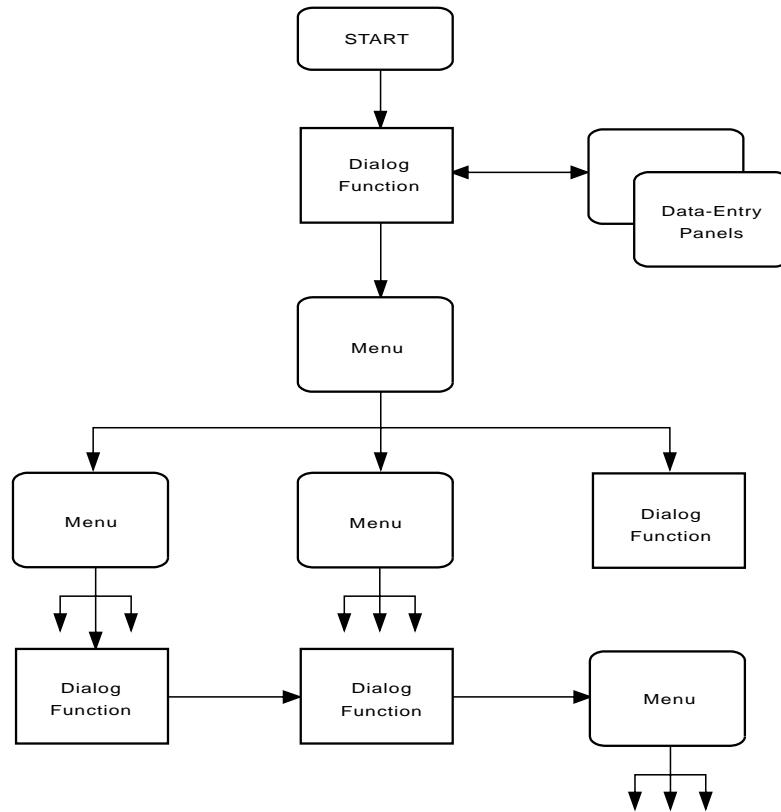 START
Dialog
Function
Data-Entry
Panels
Menu
Menu
Menu
Dialog
Function
Dialog
Function
Dialog
Function
Menu